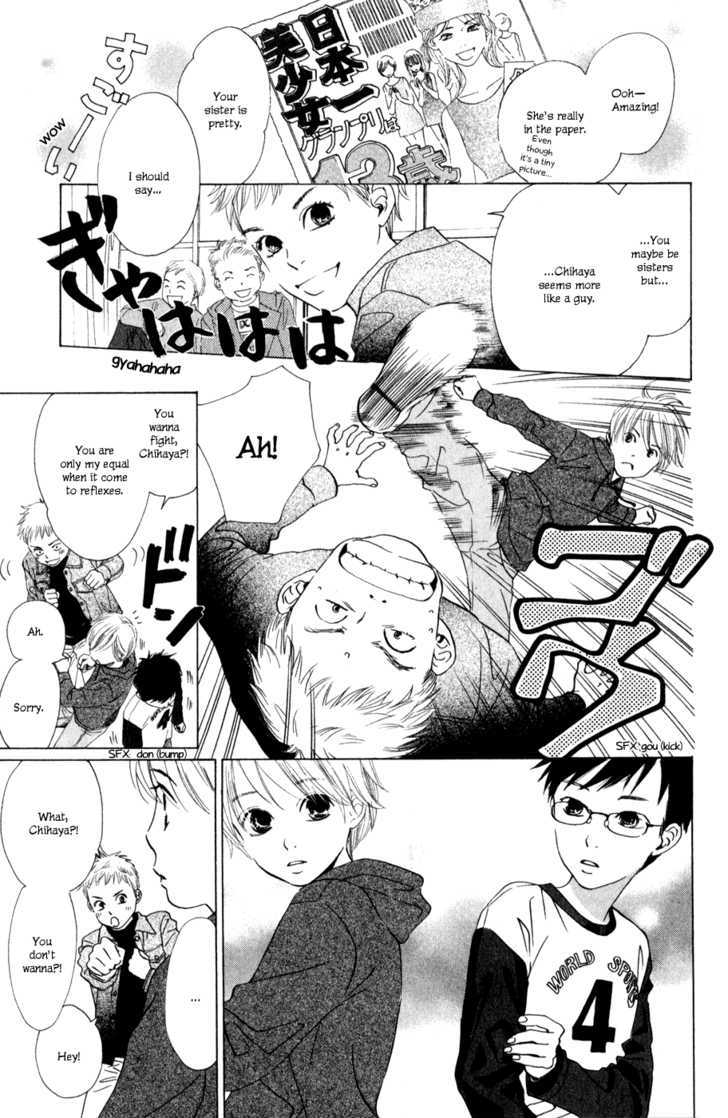 Ooh—
Amazing!
She's really
in the paper.
Even
though
it's a tiny
Picture...
日本一
美少女
グランプリは
13歳
Your
sister is
pretty.
I should
say...
すごーい
wow
...You
maybe be
sisters
but...
...Chihaya
seems more
like a guy.
ぎゃははは
gyahahaha
Ah!
ゴッ
SFX: gou (kick)
You
wanna
fight,
Chihaya?!
You are
only my equal
when it come
to reflexes.
ドン
Ah.
Sorry.
SFX don (bump)
WORLD SPORTS
4
What,
Chihaya?!
You
don't
wanna?!
...
Hey!